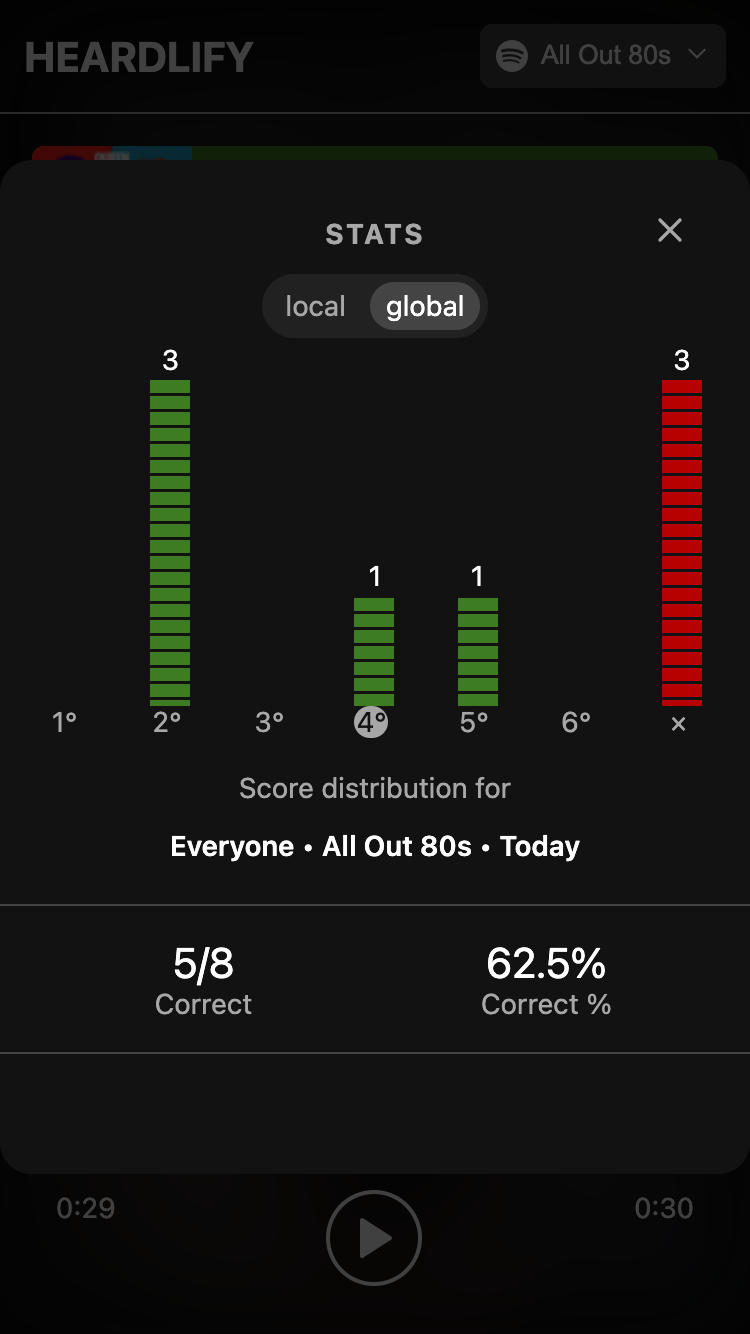 HEARDLIFY
All Out 80s
QUEEN
STATS
local global
3 3
1 1
1° 2° 3° 4° 5° 6° ×
Score distribution for
Everyone • All Out 80s • Today
5/8 62.5%
Correct Correct %
0:29 0:30